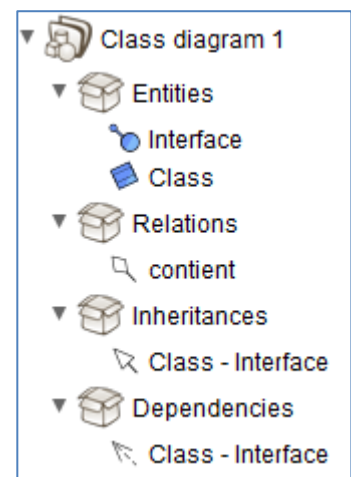 Class diagram 1
Entities
Interface
Class
Relations
contient
Inheritances
Class - Interface
Dependencies
Class - Interface